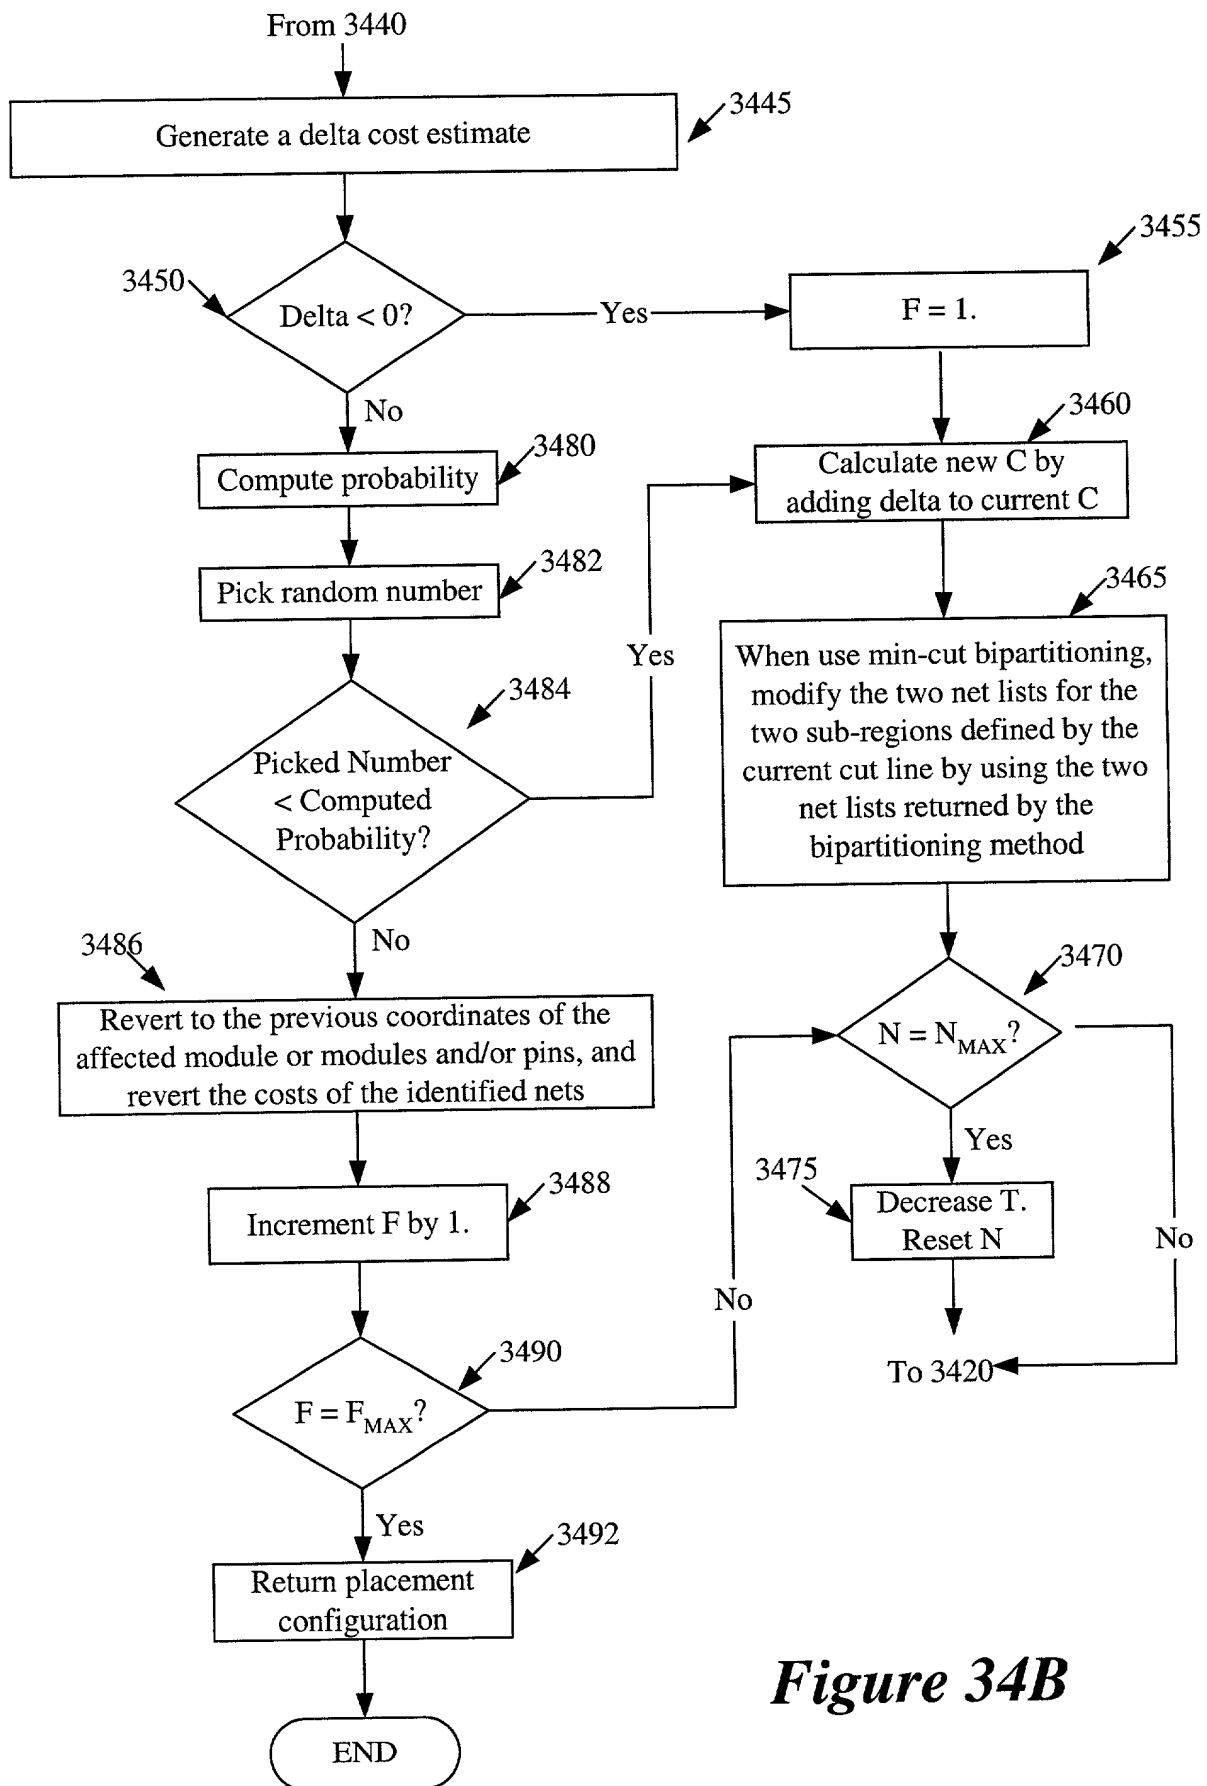 From 3440
Generate a delta cost estimate
3445
3450
Delta < 0?
Yes
F = 1.
3455
No
Compute probability
3480
Calculate new C by
adding delta to current C
3460
Pick random number
3482
Yes
When use min-cut bipartitioning,
modify the two net lists for the
two sub-regions defined by the
current cut line by using the two
net lists returned by the
bipartitioning method
3465
Picked Number
< Computed
Probability?
3484
No
3486
Revert to the previous coordinates of the
affected module or modules and/or pins, and
revert the costs of the identified nets
N = NMAX?
3470
Yes
3475
Decrease T.
Reset N
No
To 3420
Increment F by 1.
3488
No
F = FMAX?
3490
Yes
Return placement
configuration
3492
END
Figure 34B